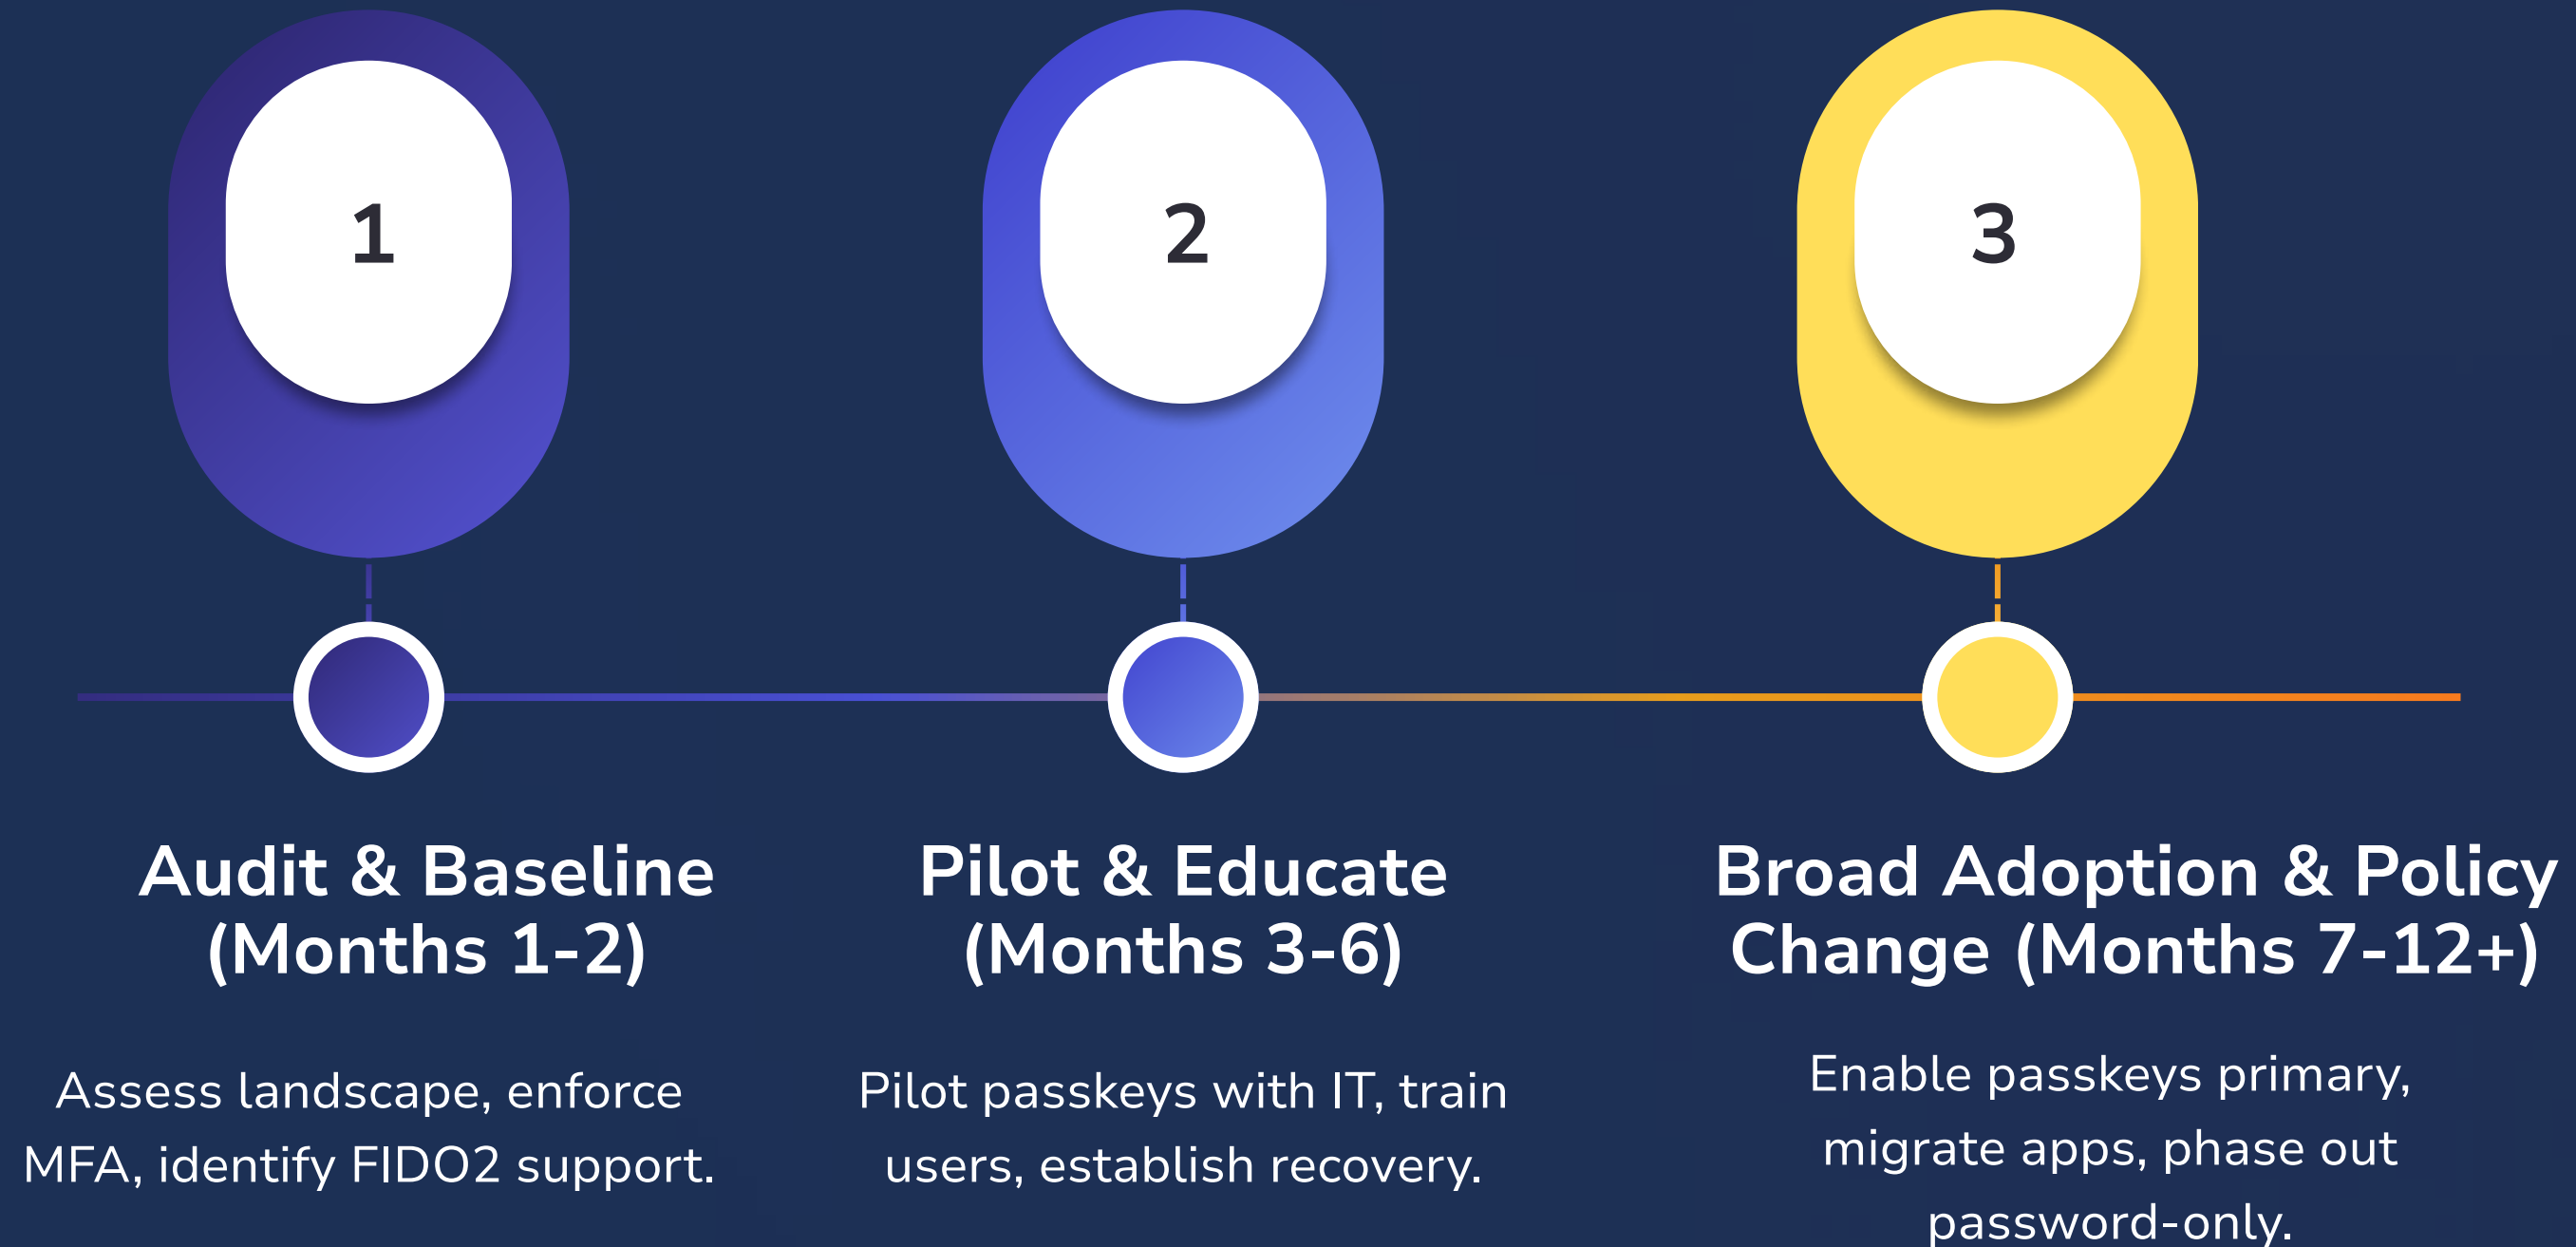 1
2
3
Audit & Baseline
(Months 1-2)
Assess landscape, enforce
MFA, identify FIDO2 support.
Pilot & Educate
(Months 3-6)
Pilot passkeys with IT, train
users, establish recovery.
Broad Adoption & Policy
Change (Months 7-12+)
Enable passkeys primary,
migrate apps, phase out
password-only.